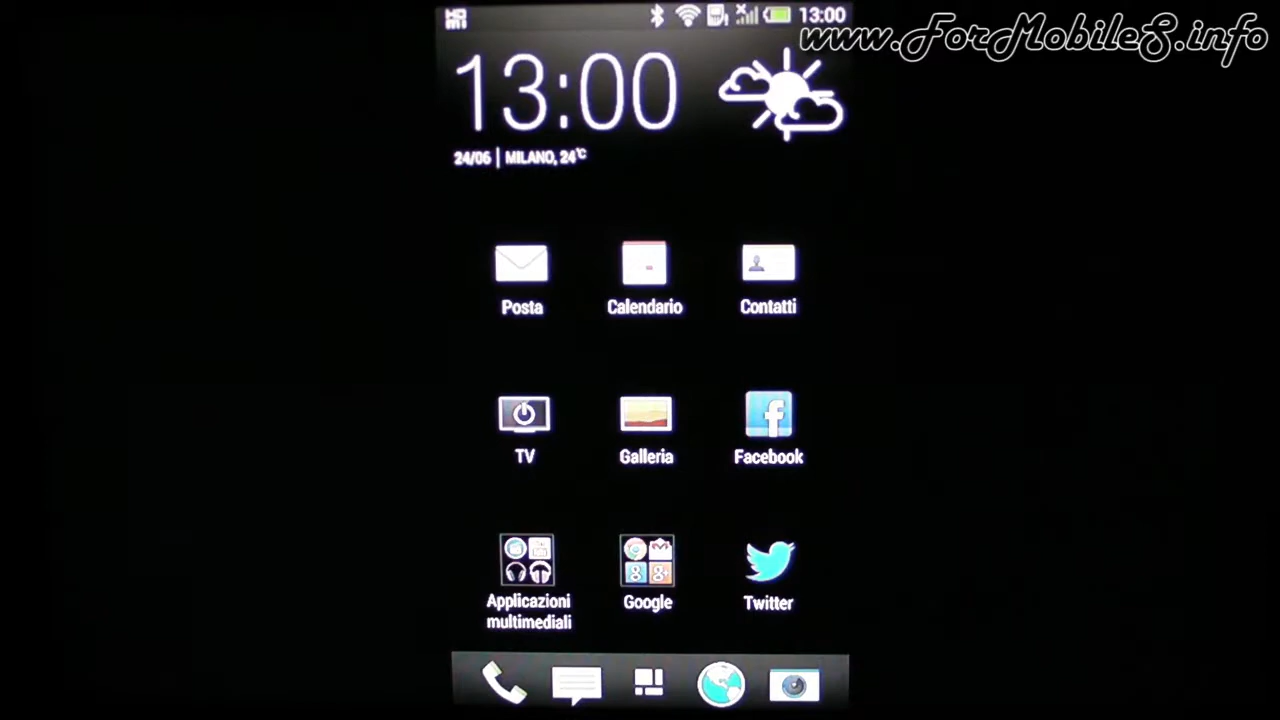 13:00
www.ForMobileS.info
13:00
24/06 | MILANO, 24°C
Posta
Calendario
Contatti
TV
Galleria
Facebook
Applicazioni
multimediali
Google
Twitter